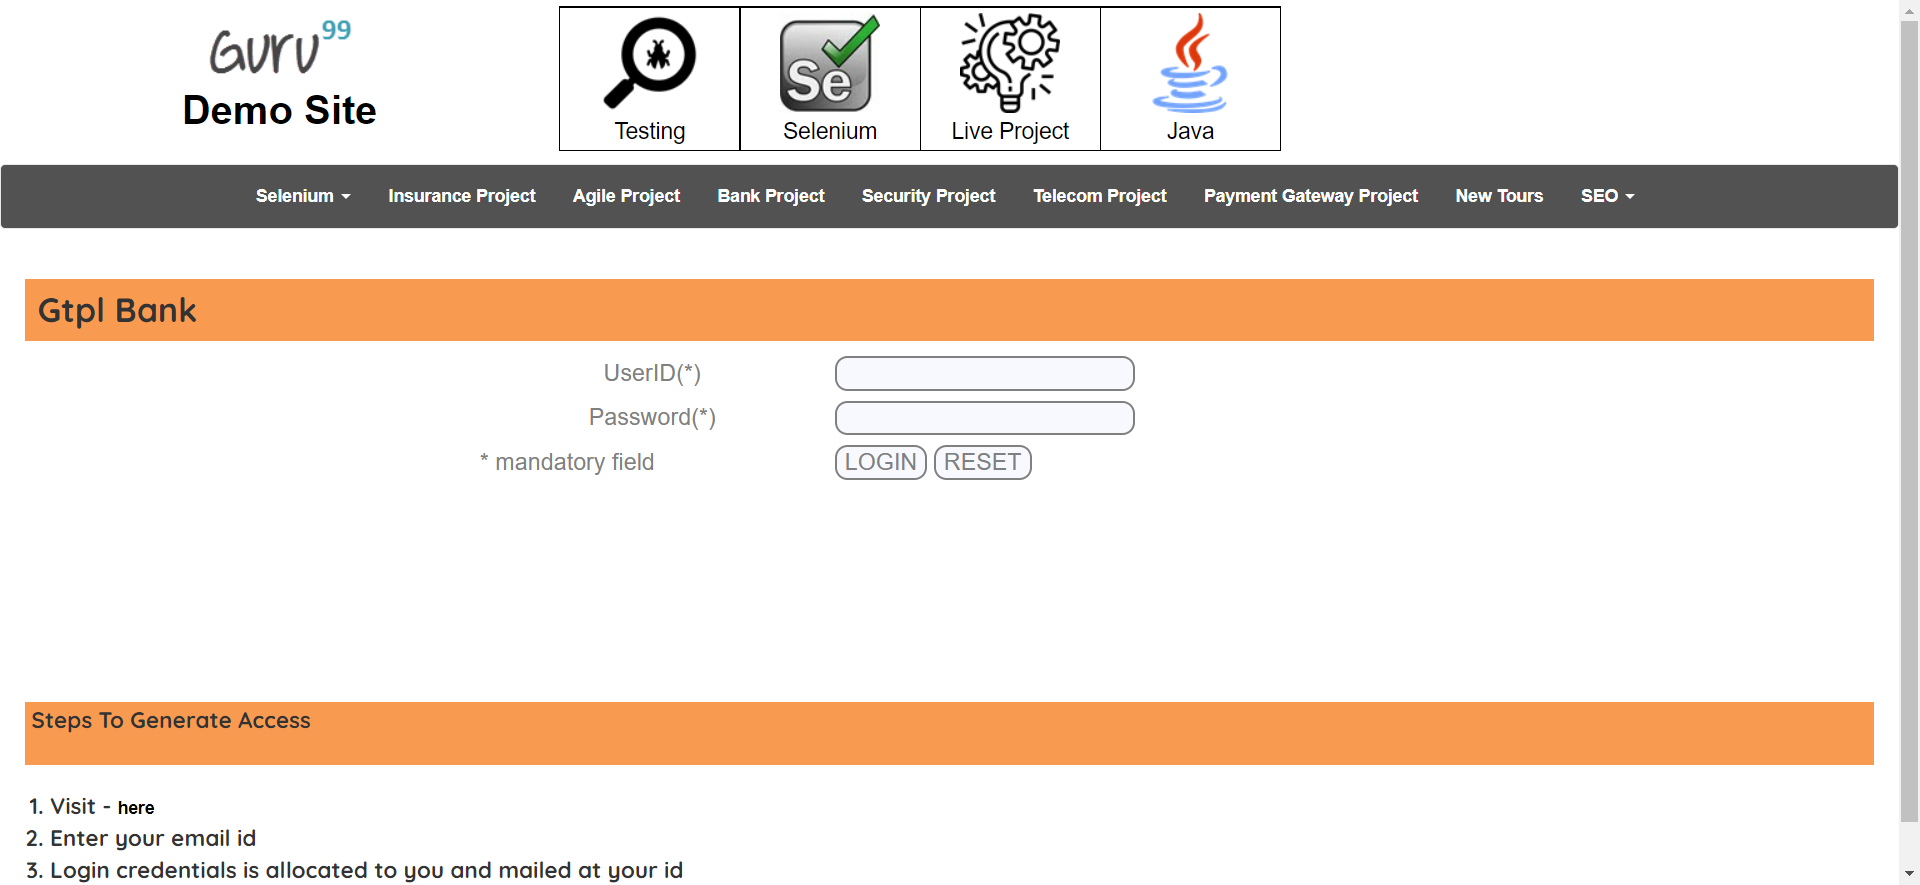 Guru99
Demo Site
Se
Testing
Selenium
Live Project
Java
Selenium
Insurance Project
Agile Project
Bank Project
Security Project
Telecom Project
Payment Gateway Project
New Tours
SEO
Gtpl Bank
UserID(*)
Password(*)
* mandatory field
LOGIN
RESET
Steps To Generate Access
1. Visit - here
2. Enter your email id
3. Login credentials is allocated to you and mailed at your id